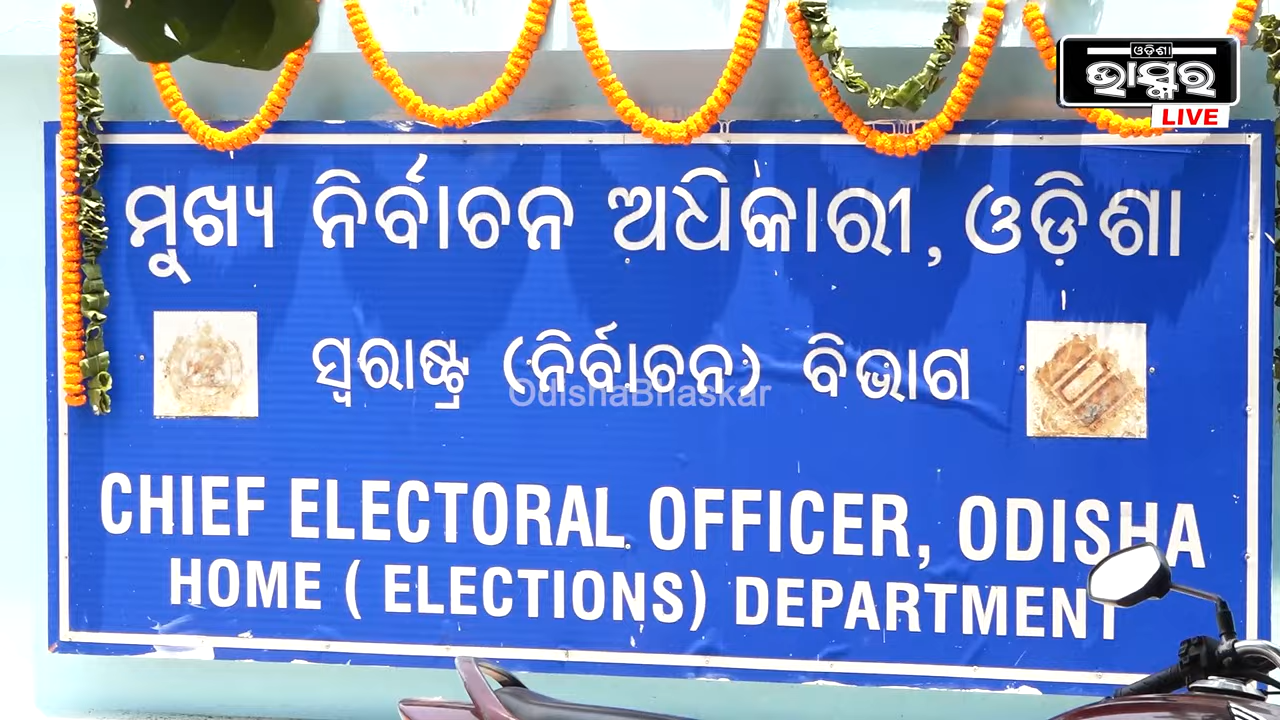 ଓଡ଼ିଶା
ଭାସ୍କର
LIVE
ମୁଖ୍ୟ ନିର୍ବାଚନ ଅଧିକାରୀ, ଓଡ଼ିଶା
ସ୍ୱରାଷ୍ଟ୍ର (ନିର୍ବାଚନ) ବିଭାଗ
OdishaBhaskar
CHIEF ELECTORAL OFFICER, ODISHA
HOME ( ELECTIONS) DEPARTMENT